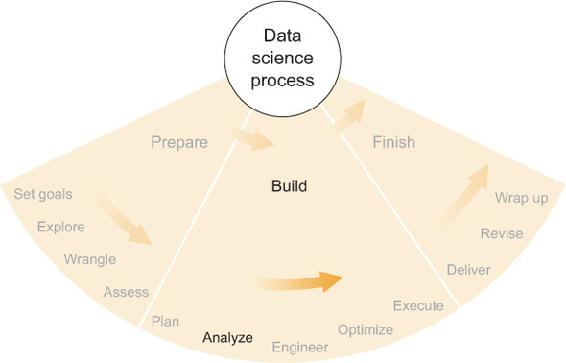 Data
science
process
Prepare
Finish
Build
Set goals
Explore
Wrangle
Assess
Plan
Analyze
Engineer
Optimize
Execute
Deliver
Revise
Wrap up